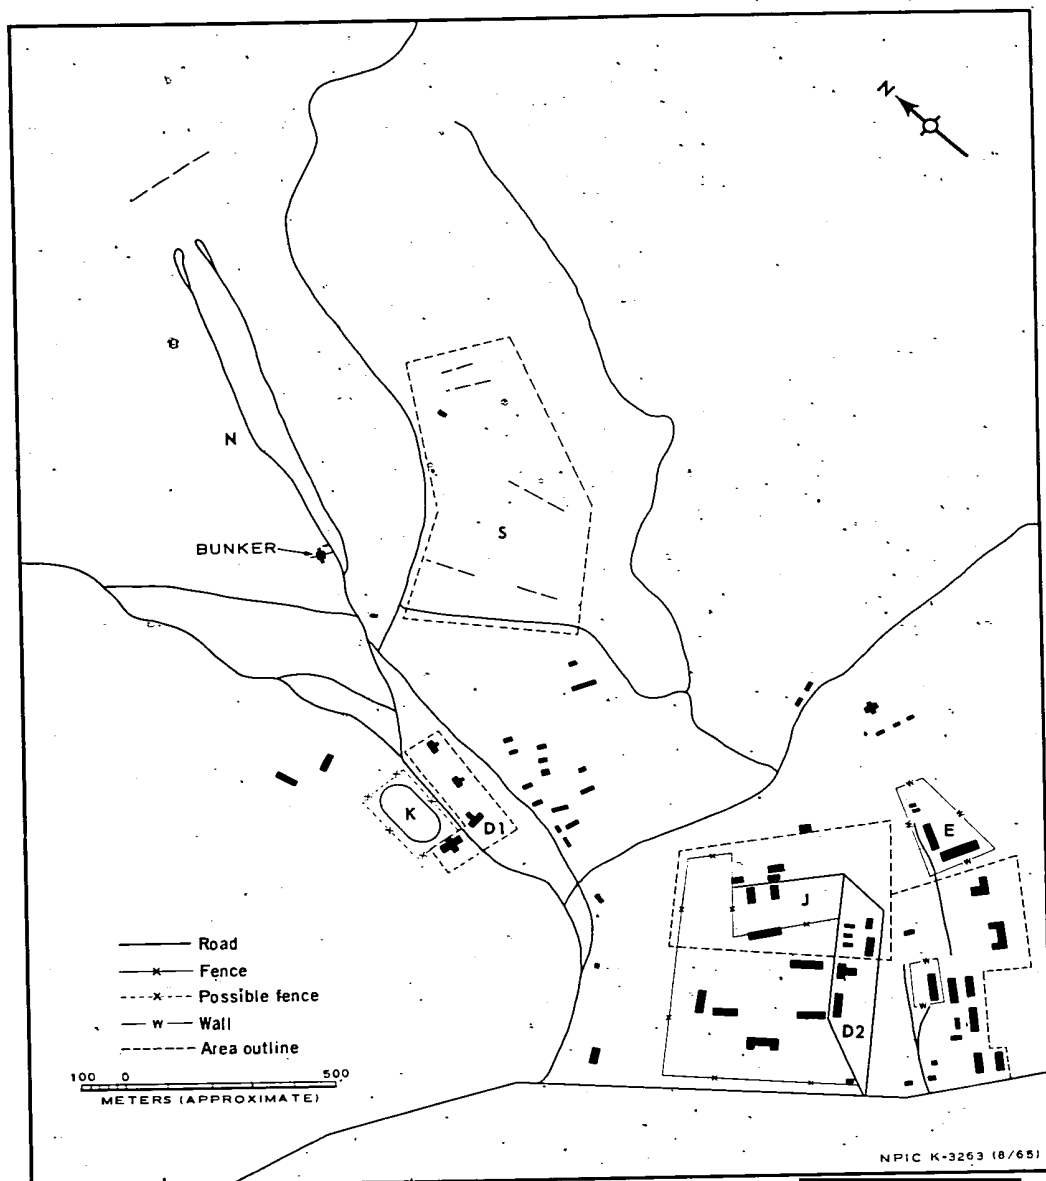 N
N
BUNKER
S
K
D1
E
J
D2
Road
Fence
Possible fence
Wall
Area outline
100 0 500
METERS (APPROXIMATE)
x
x
x
x
w
w
w
w
w
NPIC K-3263 (8/65)